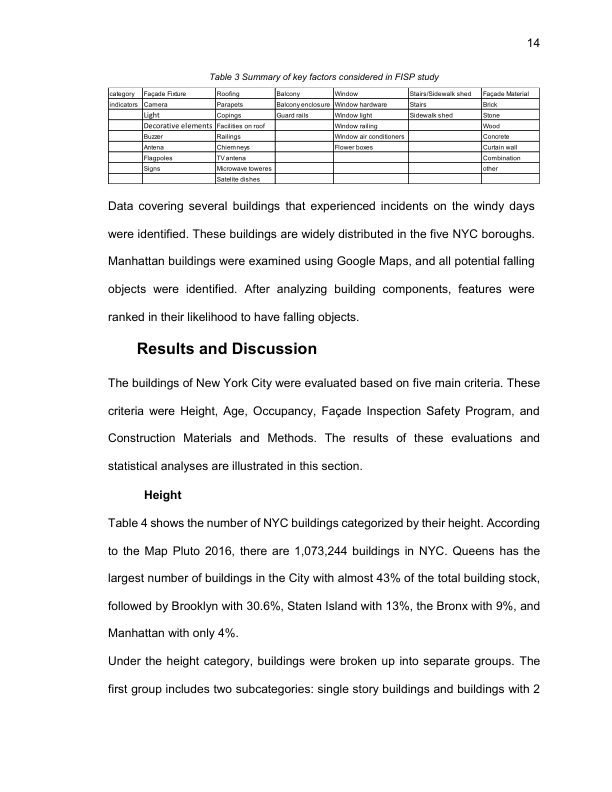 14
Table 3 Summary of key factors considered in FISP study
category Façade Fixture Roofing Balcony Window Stairs/Sidewalk shed Façade Material
indicators Camera Parapets Balcony enclosure Window hardware Stairs Brick
Light Copings Guard rails Window light Sidewalk shed Stone
Decorative elements Facilities on roof Window railing Wood
Buzzer Railings Window air conditioners Concrete
Antena Chiemneys Flower boxes Curtain wall
Flagpoles TV antena Combination
Signs Microwave toweres other
Satelite dishes
Data covering several buildings that experienced incidents on the windy days
were identified. These buildings are widely distributed in the five NYC boroughs.
Manhattan buildings were examined using Google Maps, and all potential falling
objects were identified. After analyzing building components, features were
ranked in their likelihood to have falling objects.
Results and Discussion
The buildings of New York City were evaluated based on five main criteria. These
criteria were Height, Age, Occupancy, Façade Inspection Safety Program, and
Construction Materials and Methods. The results of these evaluations and
statistical analyses are illustrated in this section.
Height
Table 4 shows the number of NYC buildings categorized by their height. According
to the Map Pluto 2016, there are 1,073,244 buildings in NYC. Queens has the
largest number of buildings in the City with almost 43% of the total building stock,
followed by Brooklyn with 30.6%, Staten Island with 13%, the Bronx with 9%, and
Manhattan with only 4%.
Under the height category, buildings were broken up into separate groups. The
first group includes two subcategories: single story buildings and buildings with 2